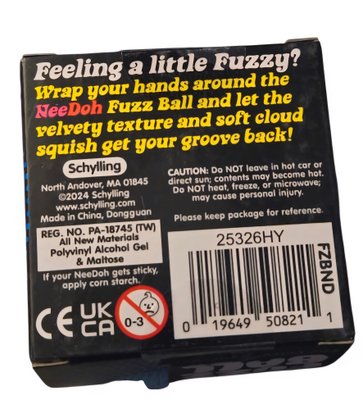 Feeling a little Fuzzy?
Wrap your hands around the
NeeDoh Fuzz Ball and let the
velvety texture and soft cloud
squish get your groove back!
Schylling
North Andover, MA 01845
©2024 Schylling
www.schylling.com
Made in China, Dongguan
REG. NO. PA-18745 (TW)
All New Materials
Polyvinyl Alcohol Gel
& Maltose
If your NeeDoh gets sticky,
apply corn starch.
CE UK
CA
0-3
CAUTION: Do NOT leave in hot car or
direct sun; contents may become hot.
Do NOT heat, freeze, or microwave;
may cause personal injury.
Please keep package for reference.
25326HY
0 19649 50821 1
FZBND